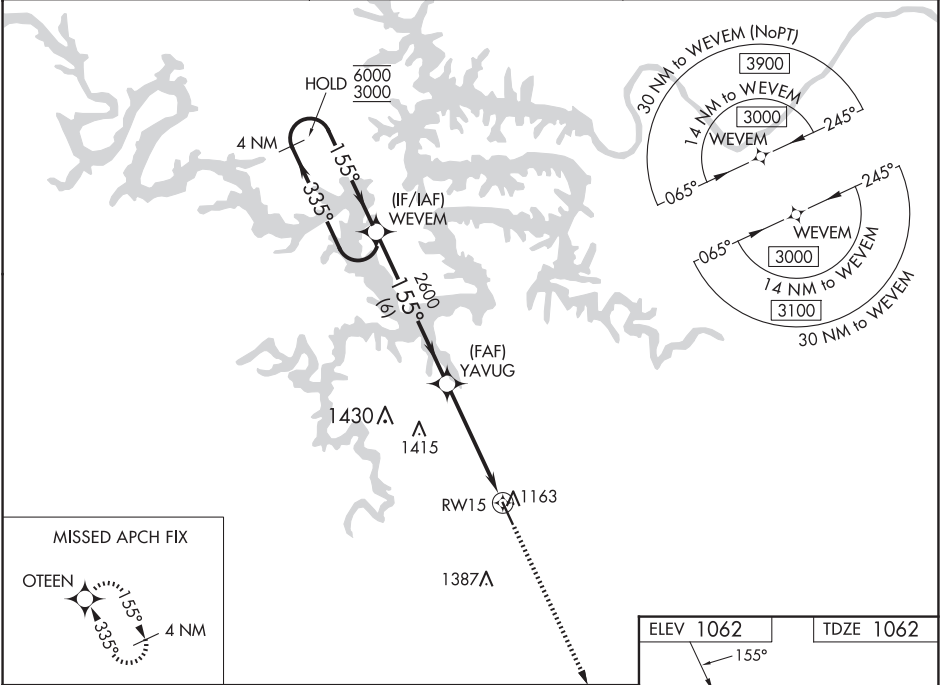 HOLD
6000
3000
4 NM
155°
335°
(IF/IAF)
WEVEM
2600
155°
(6)
(FAF)
YAVUG
1430
1415
RW15
1163
1387
30 NM to WEVEM (NoPT)
3900
14 NM to WEVEM
3000
WEVEM
245°
065°
245°
065°
WEVEM
3000
14 NM to WEVEM
3100
30 NM to WEVEM
MISSED APCH FIX
OTEEN
155°
335°
4 NM
ELEV 1062
TDZE 1062
155°